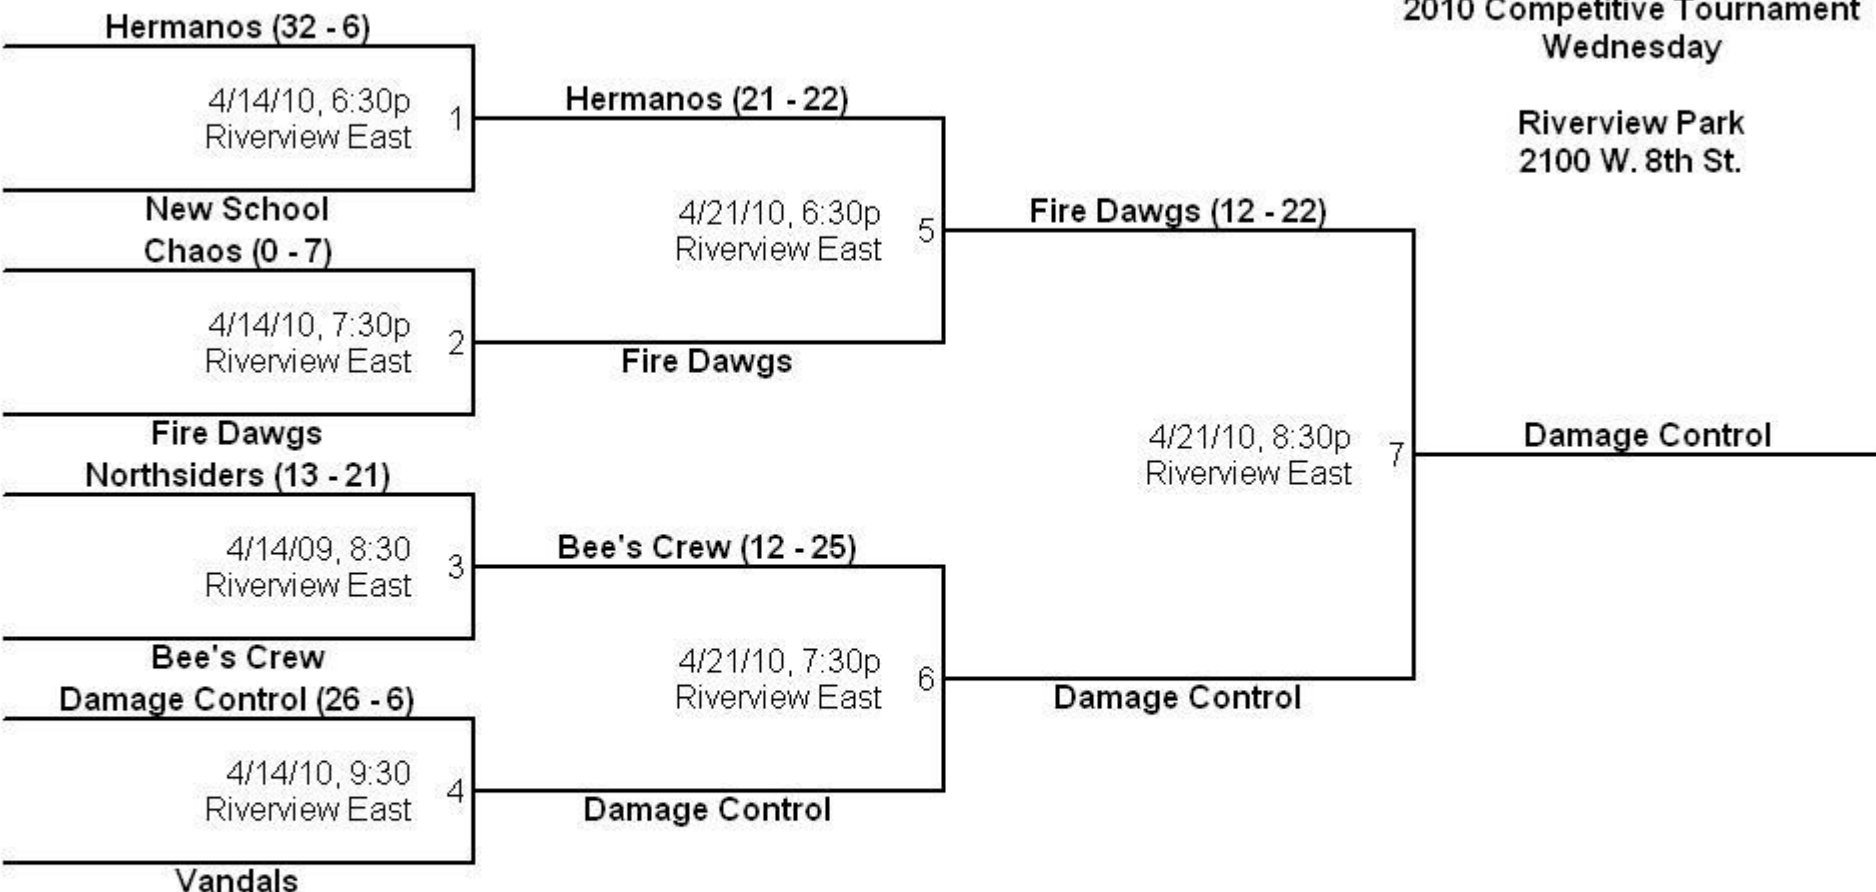 2010 Competitive Tournament
Wednesday
Riverview Park
2100 W. 8th St.
Hermanos (32 - 6)
4/14/10, 6:30p
Riverview East
1
New School
Chaos (0 - 7)
4/14/10, 7:30p
Riverview East
2
Fire Dawgs
Northsiders (13 - 21)
4/14/09, 8:30
Riverview East
3
Bee's Crew
Damage Control (26 - 6)
4/14/10, 9:30
Riverview East
4
Vandals
Hermanos (21 - 22)
4/21/10, 6:30p
Riverview East
5
Fire Dawgs
Bee's Crew (12 - 25)
4/21/10, 7:30p
Riverview East
6
Damage Control
Fire Dawgs (12 - 22)
4/21/10, 8:30p
Riverview East
7
Damage Control
Damage Control